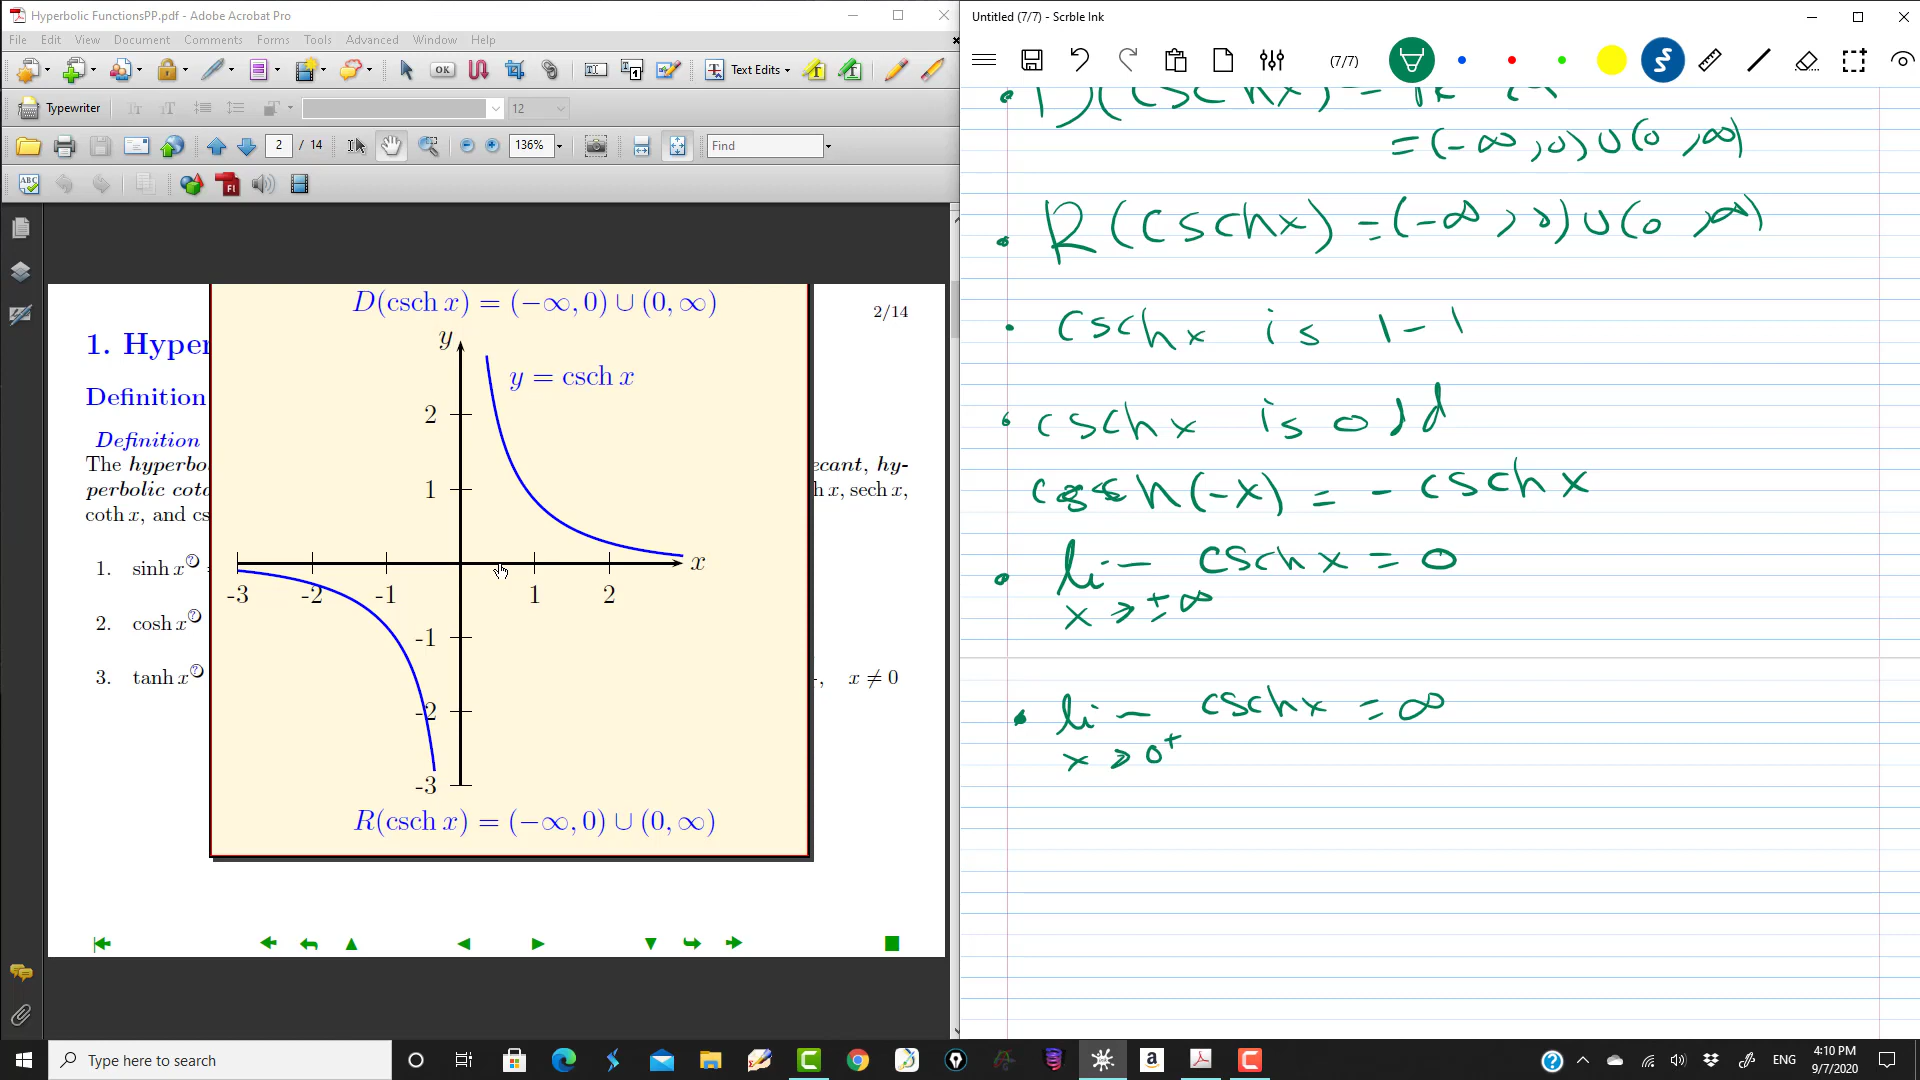 Hyperbolic FunctionsPP.pdf - Adobe Acrobat Pro
File Edit View Document Comments Forms Tools Advanced Window Help
OK Text Edits
Typewriter 12
2 / 14 136% Find
D(csch x) = (−∞, 0) ∪ (0, ∞)
2/14
1. Hyper
y
y = csch x
Definition
2
Definition
The hyperbo ecant, hy-
perbolic coto 1 h x, sech x,
coth x, and cs
1. sinh x
x
-3 -2 -1 1 2
2. cosh x
-1
3. tanh x , x ≠ 0
-2
-3
R(csch x) = (−∞, 0) ∪ (0, ∞)
Untitled (7/7) - Scrble Ink
(7/7)
D(cschx) =
= (-∞, 0) ∪ (0, ∞)
R(cschx) = (-∞, 0) ∪ (0, ∞)
cschx is 1-1
cschx is odd
csch(-x) = - cschx
lim cschx = 0
x → ±∞
lim cschx = ∞
x → 0⁺
Type here to search
ENG
4:10 PM
9/7/2020